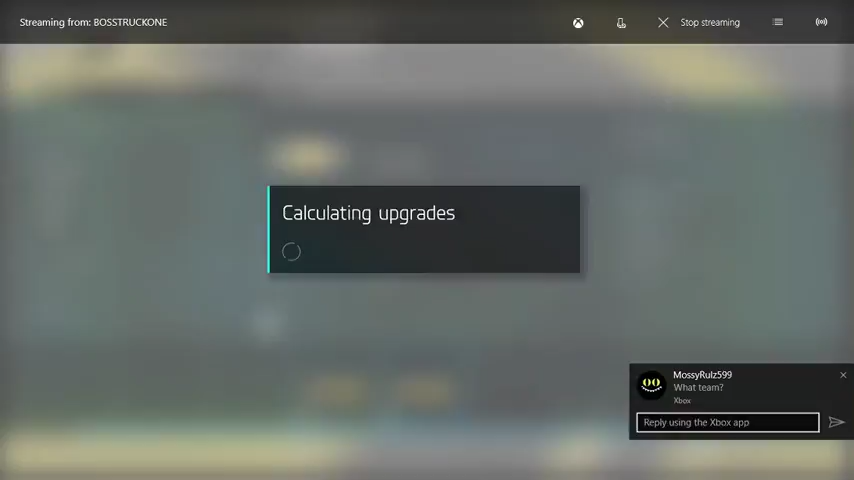 Streaming from: BOSSTRUCKONE
Stop streaming
Calculating upgrades
MossyRulz599
What team?
Xbox
Reply using the Xbox app